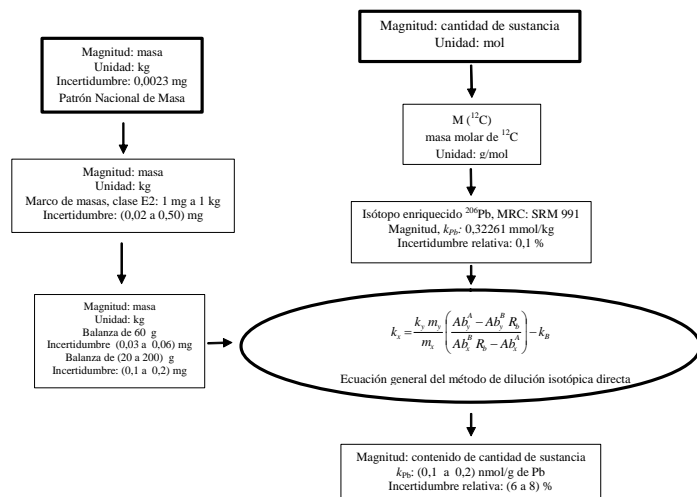 Magnitud: masa
Unidad: kg
Incertidumbre: 0,0023 mg
Patrón Nacional de Masa
Magnitud: masa
Unidad: kg
Marco de masas, clase E2: 1 mg a 1 kg
Incertidumbre: (0,02 a 0,50) mg
Magnitud: masa
Unidad: kg
Balanza de 60 g
Incertidumbre (0,03 a 0,06) mg
Balanza de (20 a 200) g
Incertidumbre: (0,1 a 0,2) mg
Magnitud: cantidad de sustancia
Unidad: mol
M (¹²C)
masa molar de ¹²C
Unidad: g/mol
Isótopo enriquecido ²⁰⁶Pb, MRC: SRM 991
Magnitud, k_Pb: 0,32261 mmol/kg
Incertidumbre relativa: 0,1 %
k_x = (k_y m_y / m_x) ((Ab_y^A − Ab_y^B R_b) / (Ab_x^B R_b − Ab_x^A)) − k_B
Ecuación general del método de dilución isotópica directa
Magnitud: contenido de cantidad de sustancia
k_Pb: (0,1 a 0,2) nmol/g de Pb
Incertidumbre relativa: (6 a 8) %